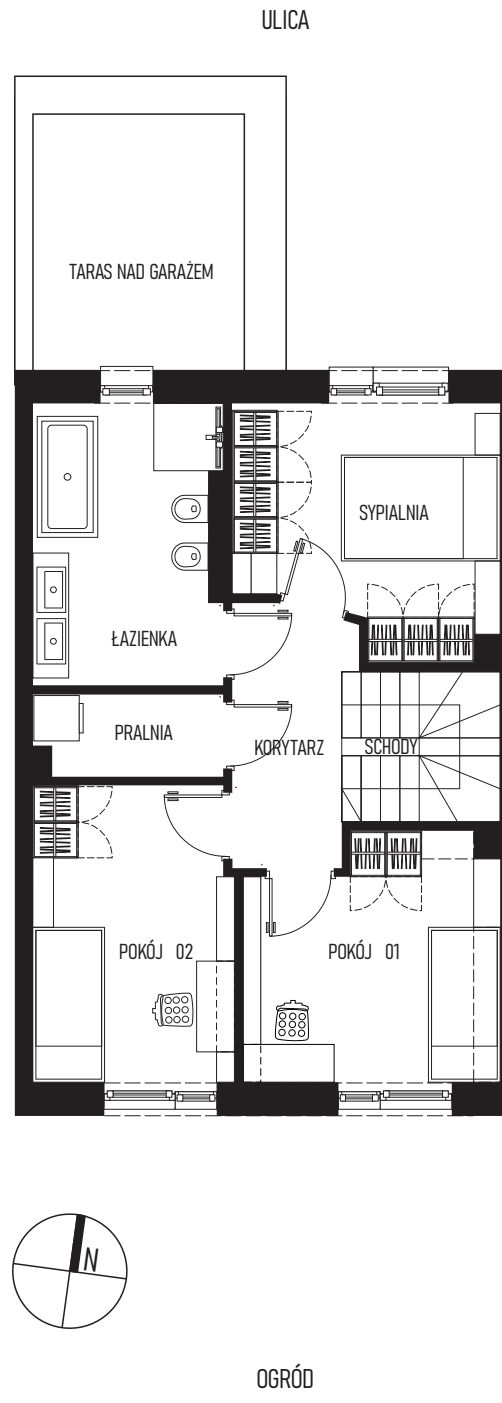 ULICA
TARAS NAD GARAŻEM
SYPIALNIA
ŁAZIENKA
PRALNIA
KORYTARZ
SCHODY
POKÓJ 02
POKÓJ 01
N
OGRÓD